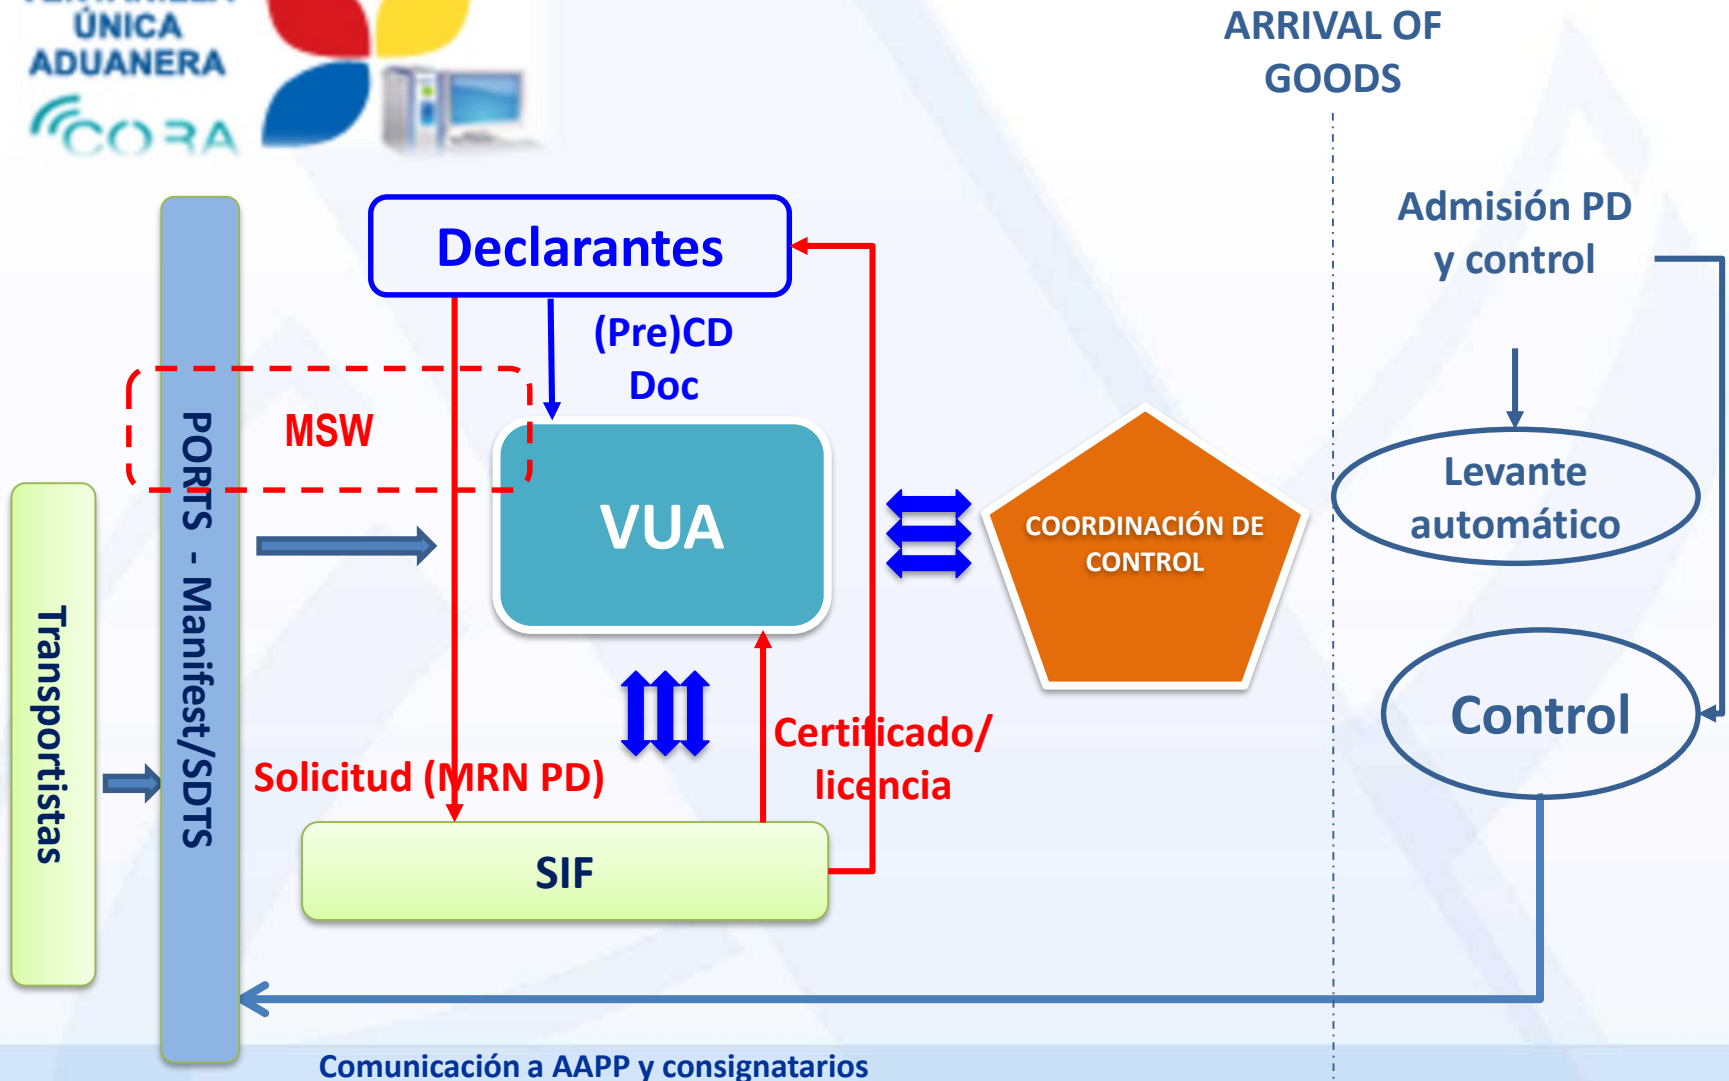 ÚNICA
ADUANERA
CORA
ARRIVAL OF
GOODS
Declarantes
(Pre)CD
Doc
MSW
PORTS - Manifest/SDTS
Transportistas
VUA
COORDINACIÓN DE
CONTROL
Solicitud (MRN PD)
Certificado/
licencia
SIF
Admisión PD
y control
Levante
automático
Control
Comunicación a AAPP y consignatarios